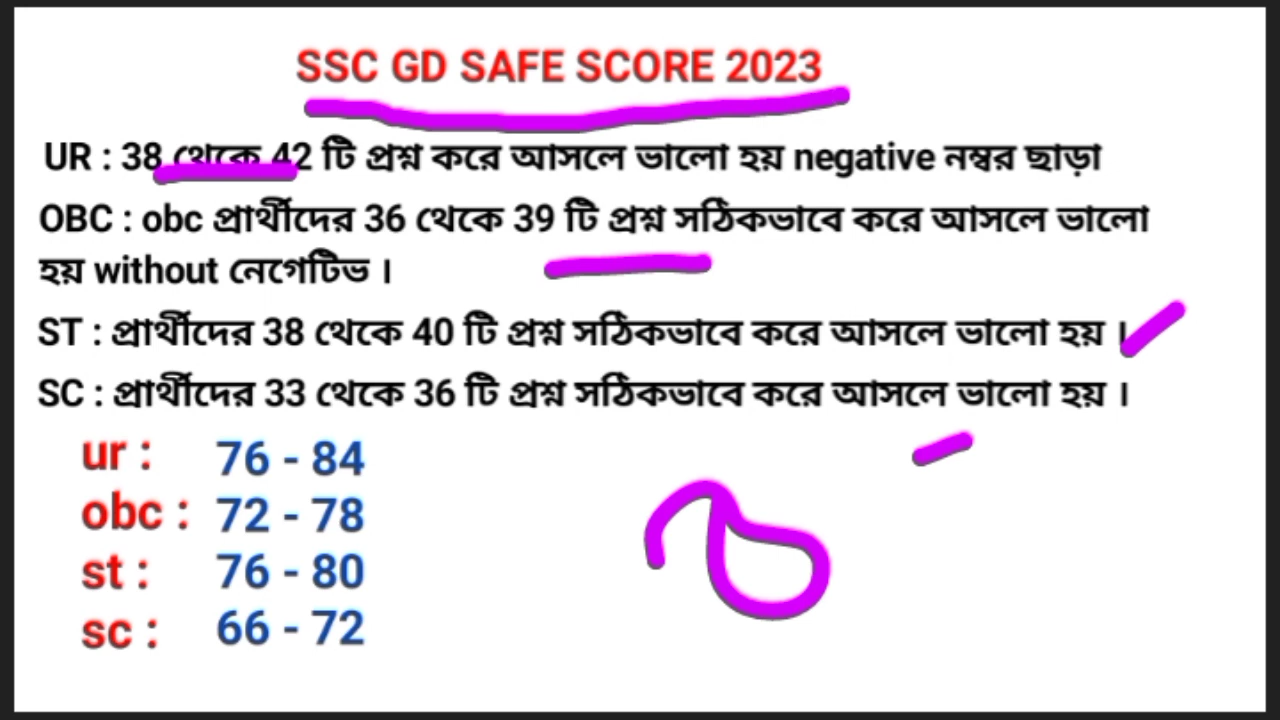 SSC GD SAFE SCORE 2023
UR : 38 থেকে 42 টি প্রশ্ন করে আসলে ভালো হয় negative নম্বর ছাড়া
OBC : obc প্রার্থীদের 36 থেকে 39 টি প্রশ্ন সঠিকভাবে করে আসলে ভালো
হয় without নেগেটিভ ।
ST : প্রার্থীদের 38 থেকে 40 টি প্রশ্ন সঠিকভাবে করে আসলে ভালো হয় ।
SC : প্রার্থীদের 33 থেকে 36 টি প্রশ্ন সঠিকভাবে করে আসলে ভালো হয় ।
ur : 76 - 84
obc : 72 - 78
st : 76 - 80
sc : 66 - 72